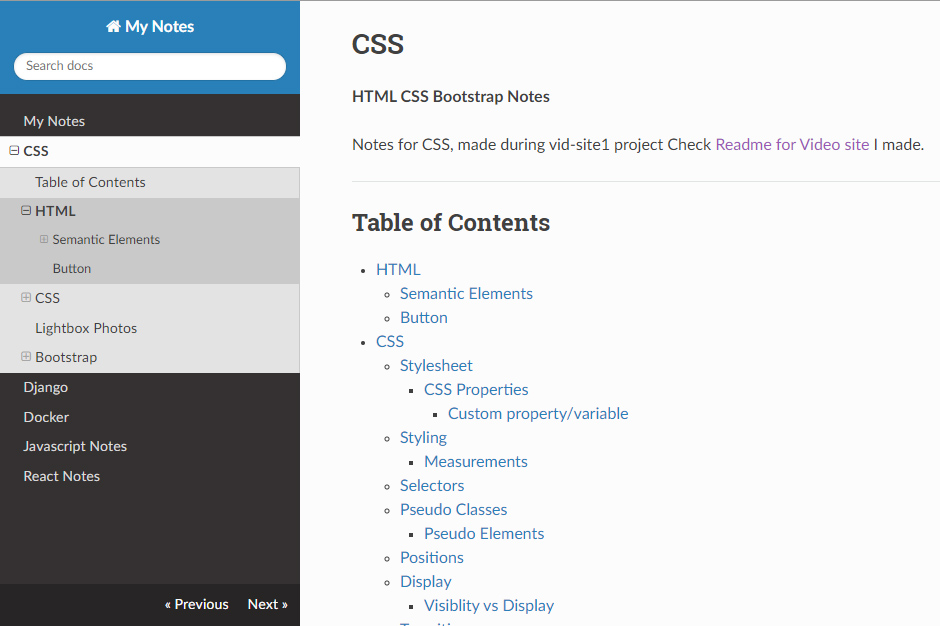 My Notes
Search docs
My Notes
CSS
Table of Contents
HTML
Semantic Elements
Button
CSS
Lightbox Photos
Bootstrap
Django
Docker
Javascript Notes
React Notes
« Previous Next »
CSS
HTML CSS Bootstrap Notes
Notes for CSS, made during vid-site1 project Check Readme for Video site I made.
Table of Contents
HTML
Semantic Elements
Button
CSS
Stylesheet
CSS Properties
Custom property/variable
Styling
Measurements
Selectors
Pseudo Classes
Pseudo Elements
Positions
Display
Visiblity vs Display